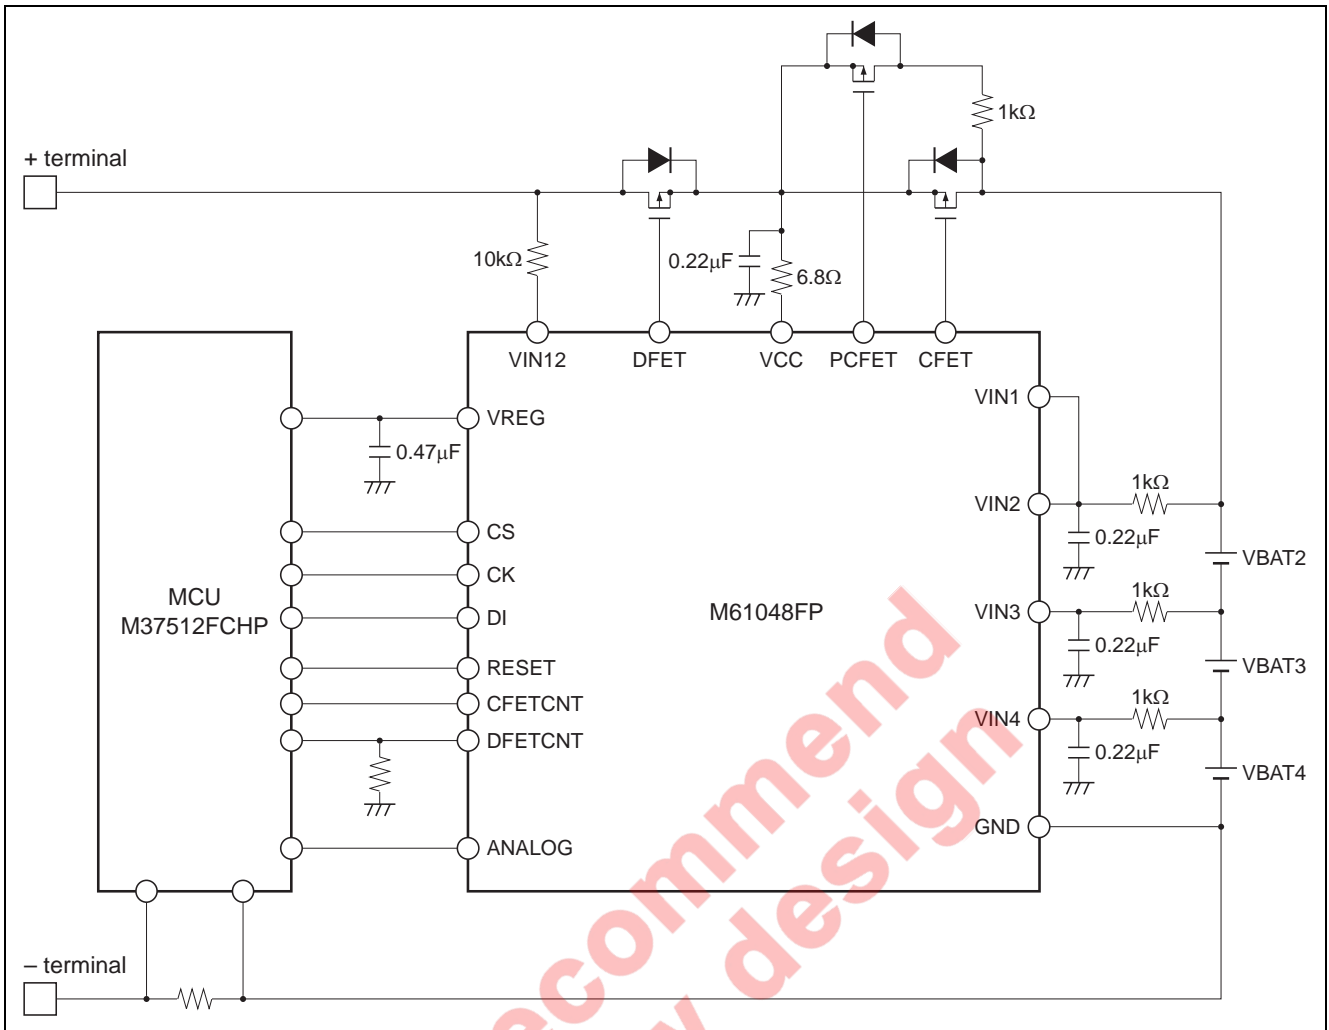 1kΩ
+ terminal
10kΩ
0.22μF
6.8Ω
VIN12
DFET
VCC
PCFET
CFET
VIN1
VREG
0.47μF
1kΩ
VIN2
0.22μF
CS
VBAT2
CK
MCU
M37512FCHP
M61048FP
1kΩ
VIN3
DI
0.22μF
RESET
VBAT3
CFETCNT
1kΩ
VIN4
DFETCNT
0.22μF
VBAT4
GND
ANALOG
– terminal
ecommend
y design